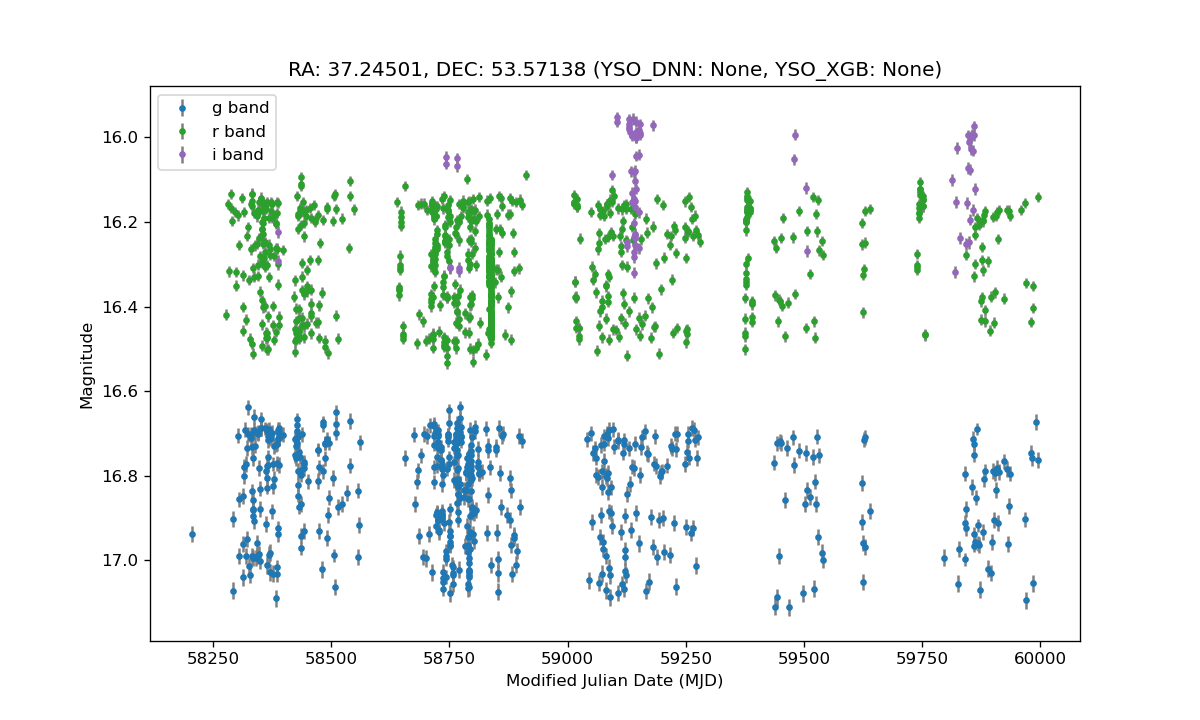 RA: 37.24501, DEC: 53.57138 (YSO_DNN: None, YSO_XGB: None)
g band
r band
i band
16.0
16.2
16.4
16.6
16.8
17.0
Magnitude
58250 58500 58750 59000 59250 59500 59750 60000
Modified Julian Date (MJD)